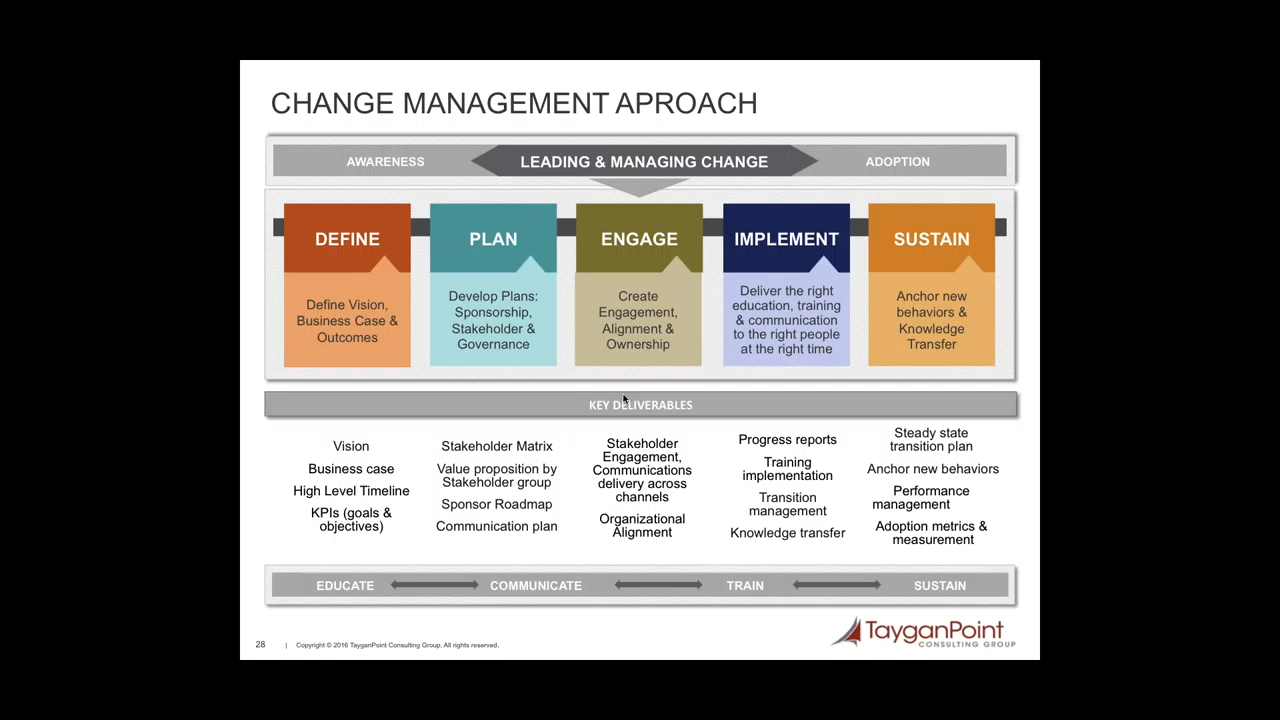 CHANGE MANAGEMENT APROACH
AWARENESS
LEADING & MANAGING CHANGE
ADOPTION
DEFINE
Define Vision,
Business Case &
Outcomes
PLAN
Develop Plans:
Sponsorship,
Stakeholder &
Governance
ENGAGE
Create
Engagement,
Alignment &
Ownership
IMPLEMENT
Deliver the right
education, training
& communication
to the right people
at the right time
SUSTAIN
Anchor new
behaviors &
Knowledge
Transfer
KEY DELIVERABLES
Vision
Business case
High Level Timeline
KPIs (goals &
objectives)
Stakeholder Matrix
Value proposition by
Stakeholder group
Sponsor Roadmap
Communication plan
Stakeholder
Engagement,
Communications
delivery across
channels
Organizational
Alignment
Progress reports
Training
implementation
Transition
management
Knowledge transfer
Steady state
transition plan
Anchor new behaviors
Performance
management
Adoption metrics &
measurement
EDUCATE
COMMUNICATE
TRAIN
SUSTAIN
28 | Copyright © 2016 TayganPoint Consulting Group. All rights reserved.
TayganPoint
CONSULTING GROUP